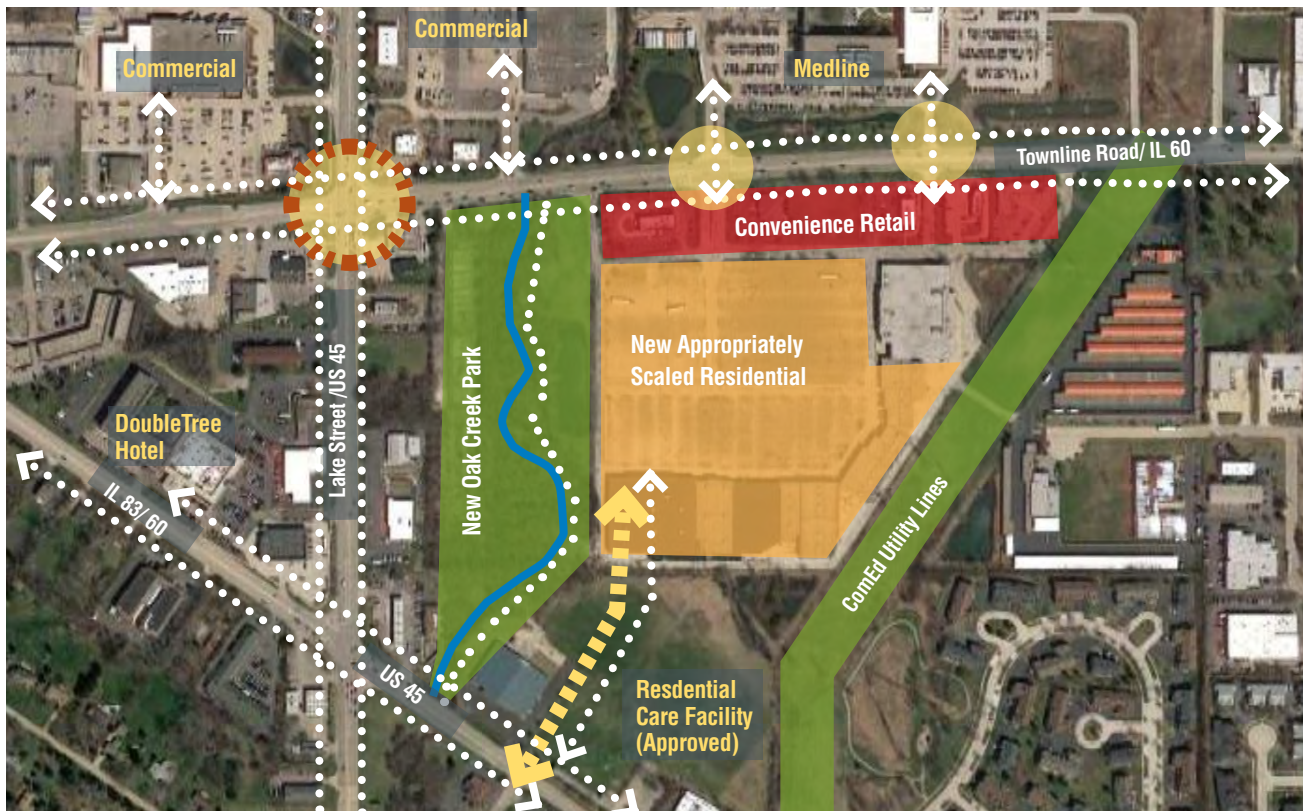 Commercial
Commercial
Medline
Townline Road/ IL 60
Convenience Retail
New Appropriately
Scaled Residential
New Oak Creek Park
Lake Street /US 45
DoubleTree
Hotel
IL 83/ 60
ComEd Utility Lines
US 45
Resdential
Care Facility
(Approved)